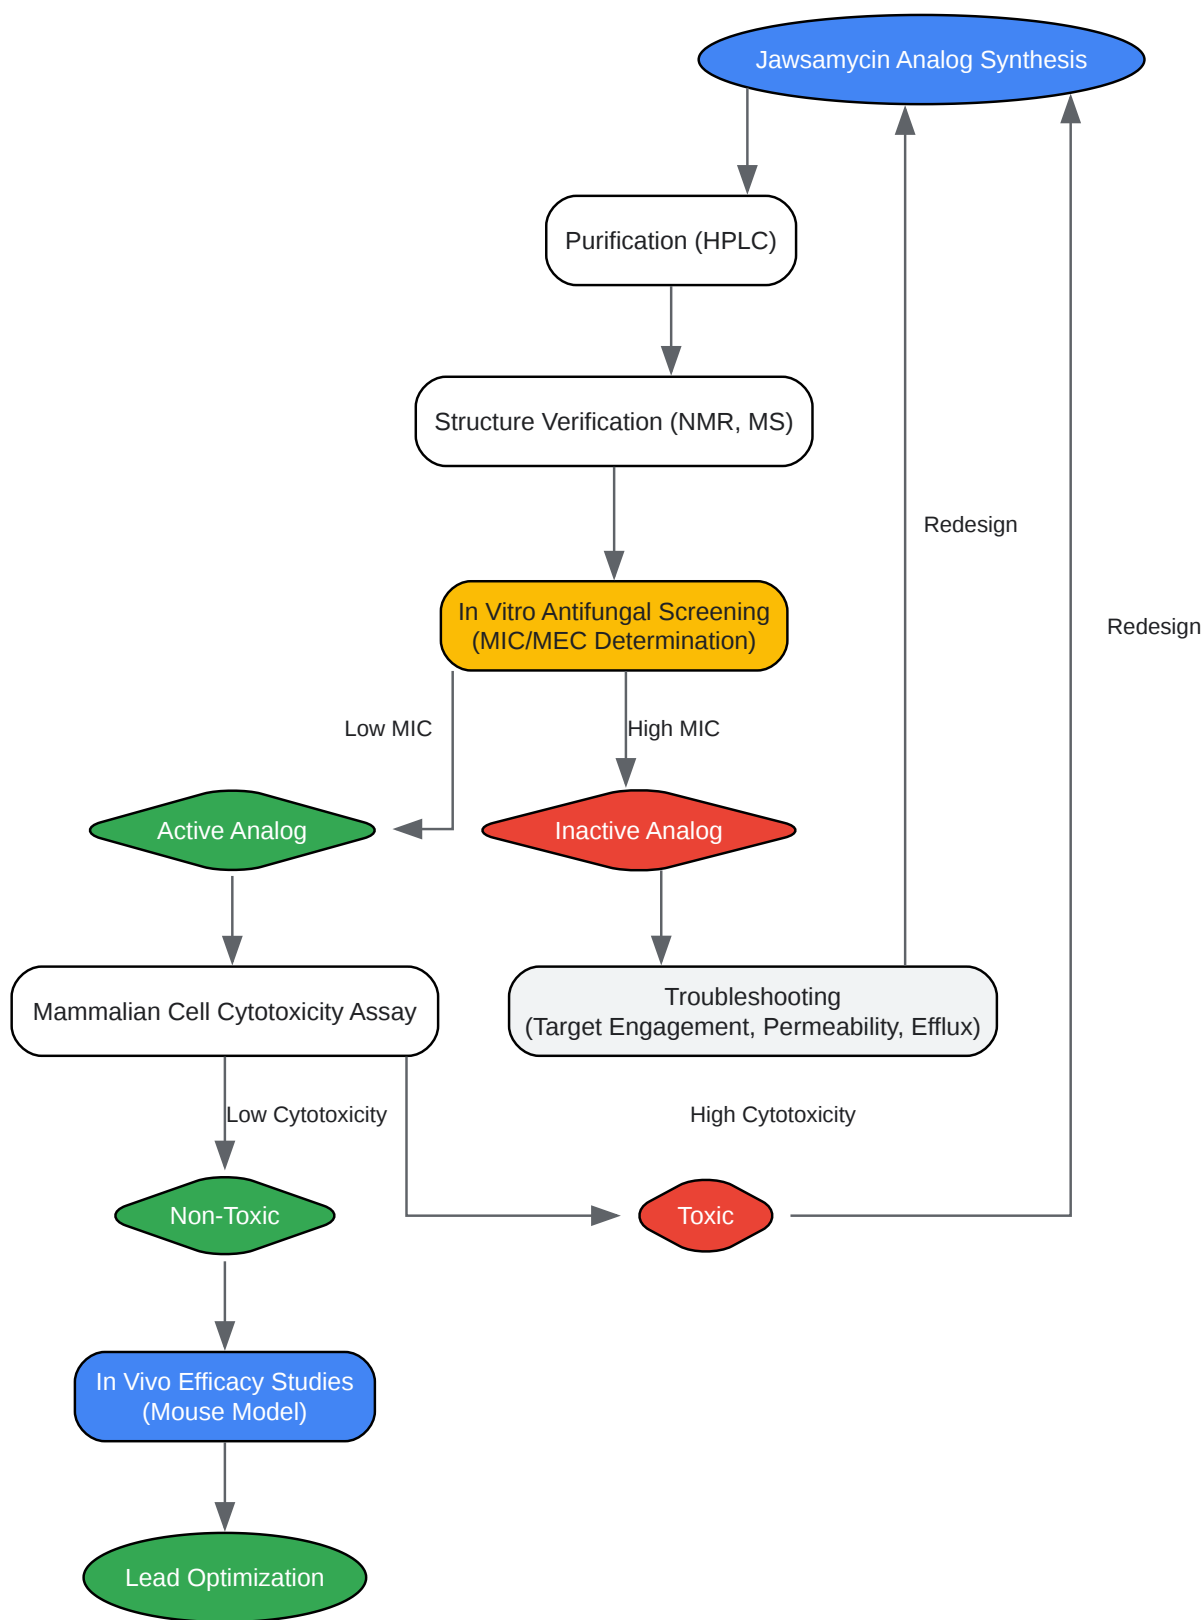 Jawsamycin Analog Synthesis
Purification (HPLC)
Structure Verification (NMR, MS)
Redesign
In Vitro Antifungal Screening
(MIC/MEC Determination)
Redesign
Low MIC
High MIC
Active Analog
Inactive Analog
Mammalian Cell Cytotoxicity Assay
Troubleshooting
(Target Engagement, Permeability, Efflux)
Low Cytotoxicity
High Cytotoxicity
Non-Toxic
Toxic
In Vivo Efficacy Studies
(Mouse Model)
Lead Optimization